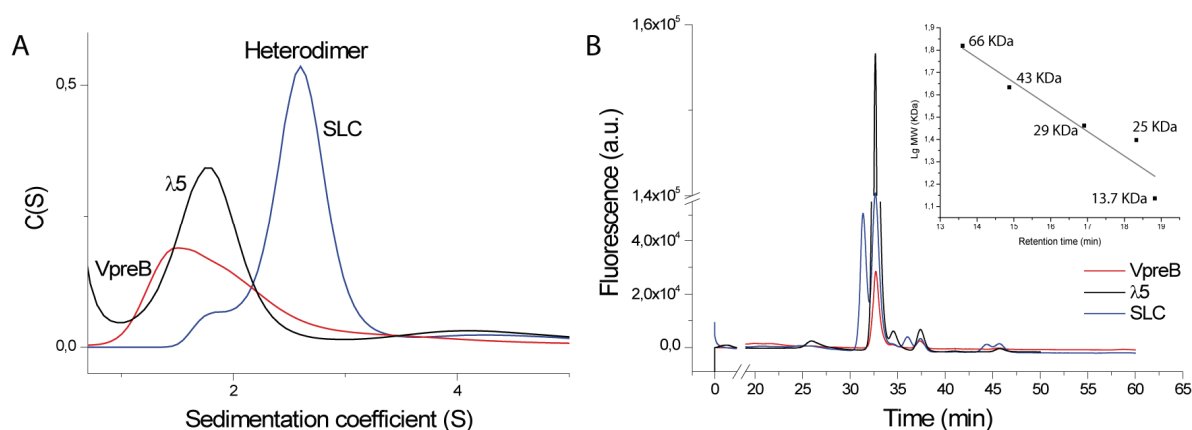 A
Heterodimer
0,5
SLC
λ5
C(S)
VpreB
0,0
2
4
Sedimentation coefficient (S)
B
1,6x10⁵
1.4x10⁵
4,0x10⁴
2,0x10⁴
0,0
Fluorescence (a.u.)
0
20
25
30
35
40
45
50
55
60
65
Time (min)
VpreB
λ5
SLC
1,9
1,8
1,7
1,6
1,5
1,4
1,3
1,2
1,1
Lg MW (KDa)
66 KDa
43 KDa
29 KDa
25 KDa
13.7 KDa
13
14
15
16
17
18
19
Retention time (min)